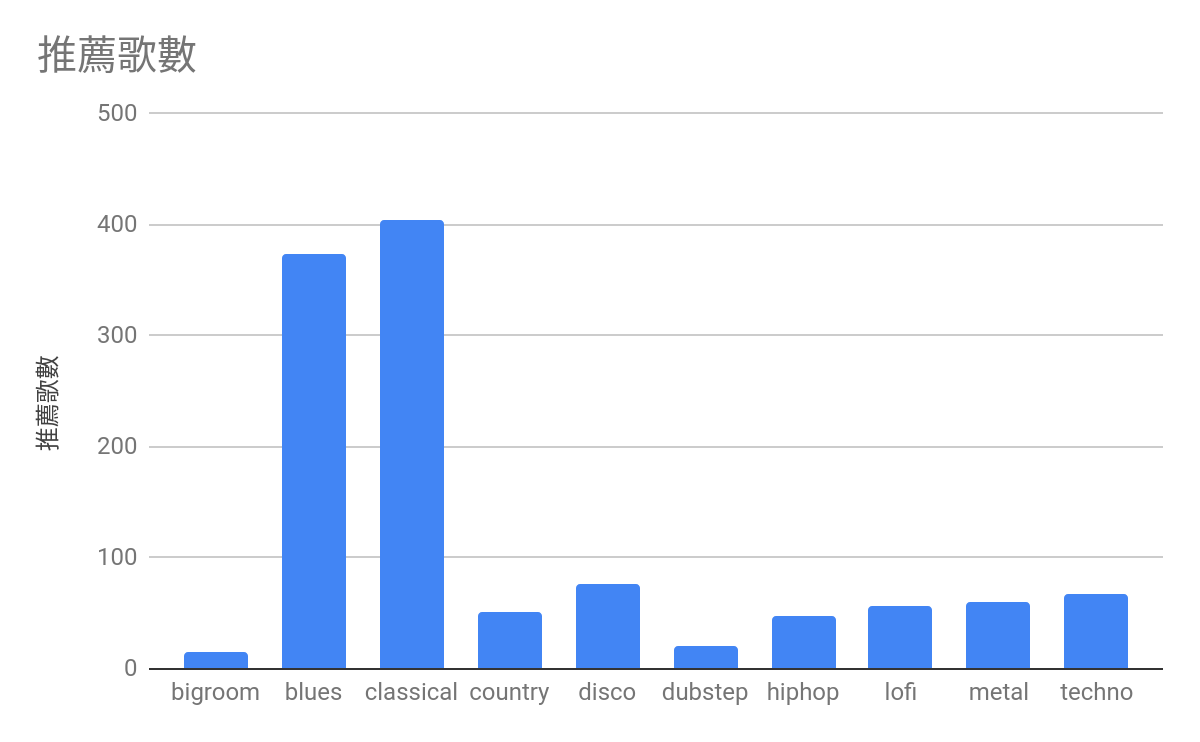 推薦歌數
500
400
300
200
100
0
推薦歌數
bigroom blues classical country disco dubstep hiphop lofi metal techno